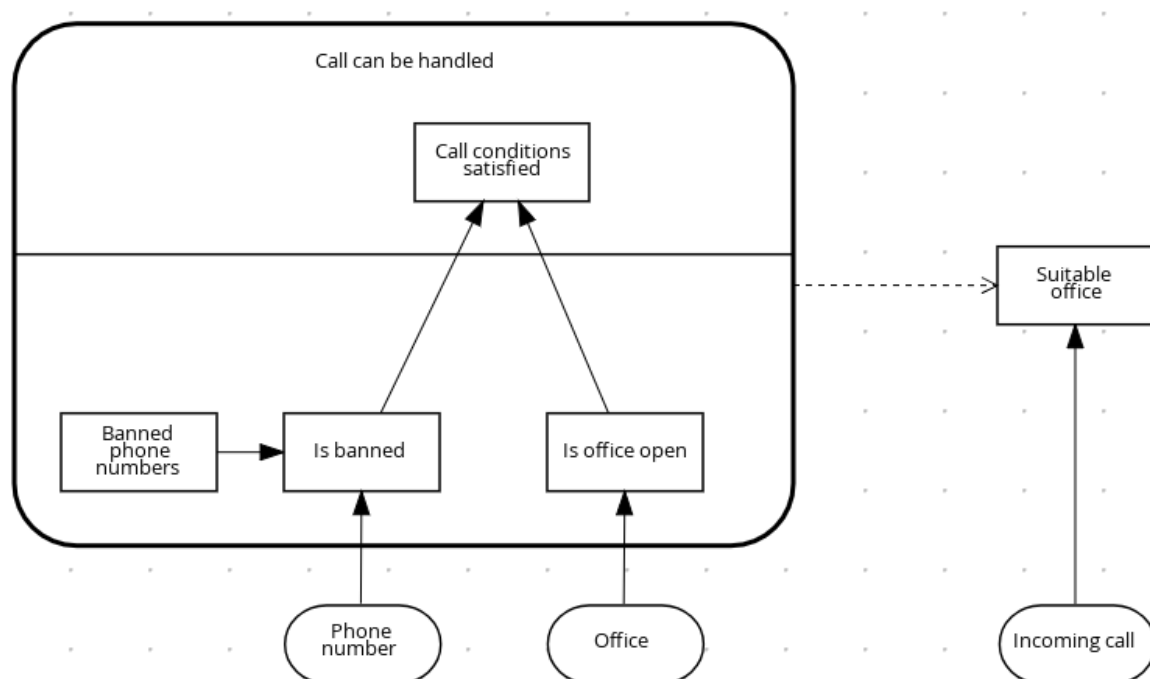 Call can be handled
Call conditions
satisfied
Suitable
office
Banned
phone
numbers
Is banned
Is office open
Phone
number
Office
Incoming call